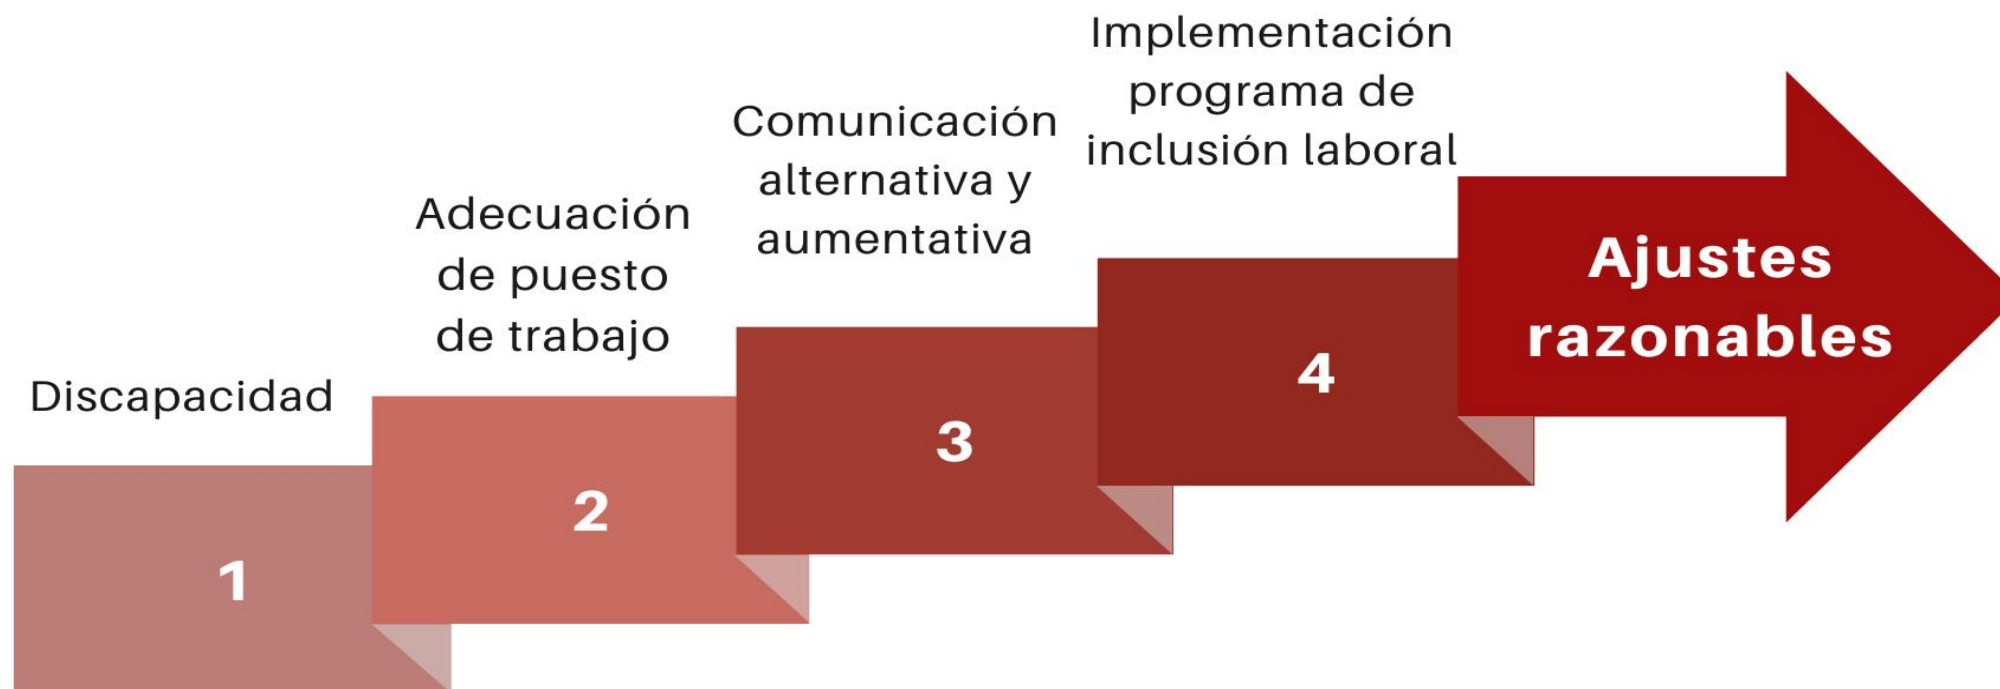 Discapacidad
1
Adecuación
de puesto
de trabajo
2
Comunicación
alternativa y
aumentativa
3
Implementación
programa de
inclusión laboral
4
Ajustes
razonables